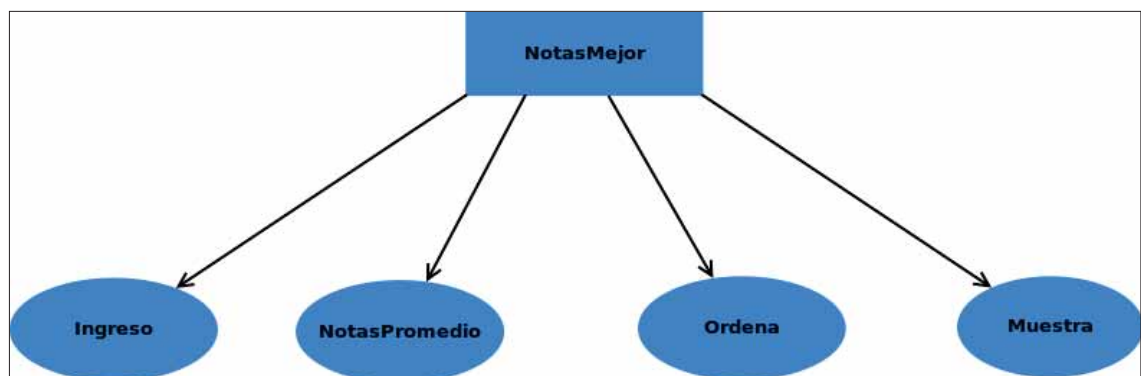 NotasMejor
Ingreso
NotasPromedio
Ordena
Muestra